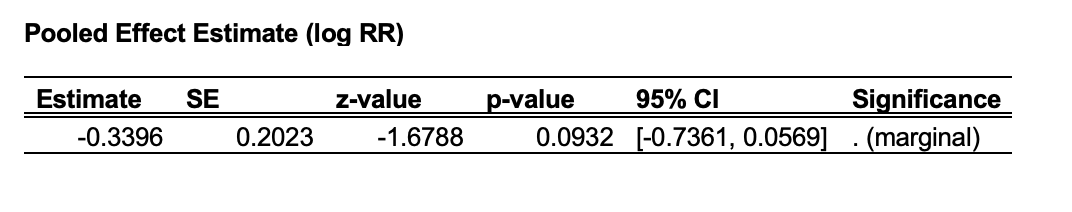 Pooled Effect Estimate (log RR)
Estimate SE z-value p-value 95% CI Significance
-0.3396 0.2023 -1.6788 0.0932 [-0.7361, 0.0569] . (marginal)